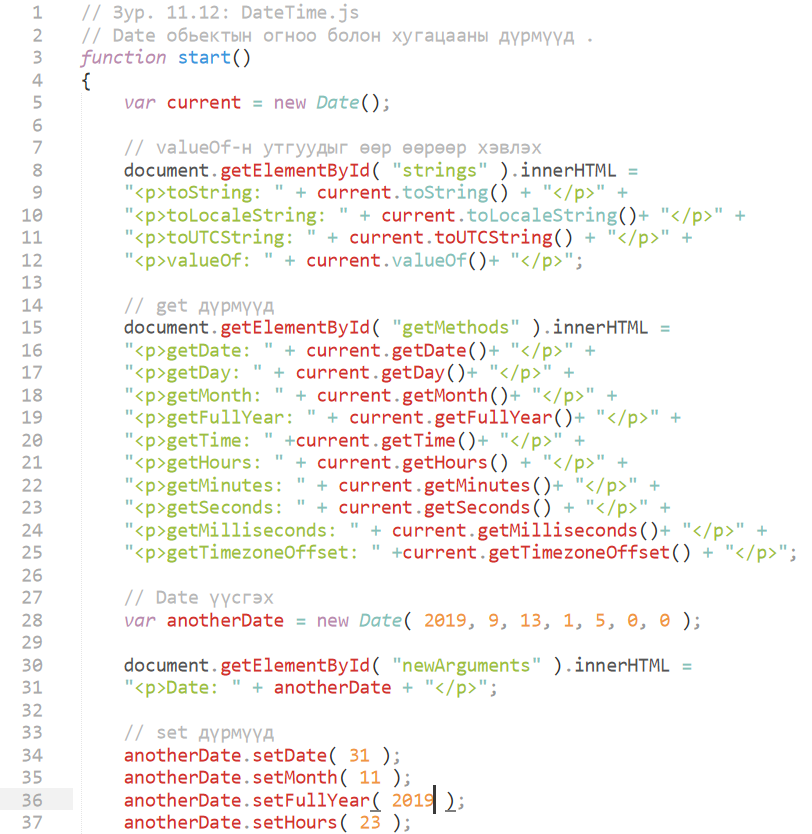 1 // Зур. 11.12: DateTime.js
2 // Date обьектын огноо болон хугацааны дүрмүүд .
3 function start()
4 {
5 var current = new Date();
6
7 // valueOf-н утгуудыг өөр өөрөөр хэвлэх
8 document.getElementById( "strings" ).innerHTML =
9 "<p>toString: " + current.toString() + "</p>" +
10 "<p>toLocaleString: " + current.toLocaleString()+ "</p>" +
11 "<p>toUTCString: " + current.toUTCString() + "</p>" +
12 "<p>valueOf: " + current.valueOf()+ "</p>";
13
14 // get дүрмүүд
15 document.getElementById( "getMethods" ).innerHTML =
16 "<p>getDate: " + current.getDate()+ "</p>" +
17 "<p>getDay: " + current.getDay()+ "</p>" +
18 "<p>getMonth: " + current.getMonth()+ "</p>" +
19 "<p>getFullYear: " + current.getFullYear()+ "</p>" +
20 "<p>getTime: " +current.getTime()+ "</p>" +
21 "<p>getHours: " + current.getHours() + "</p>" +
22 "<p>getMinutes: " + current.getMinutes()+ "</p>" +
23 "<p>getSeconds: " + current.getSeconds() + "</p>" +
24 "<p>getMilliseconds: " + current.getMilliseconds()+ "</p>" +
25 "<p>getTimezoneOffset: " +current.getTimezoneOffset() + "</p>";
26
27 // Date үүсгэх
28 var anotherDate = new Date( 2019, 9, 13, 1, 5, 0, 0 );
29
30 document.getElementById( "newArguments" ).innerHTML =
31 "<p>Date: " + anotherDate + "</p>";
32
33 // set дүрмүүд
34 anotherDate.setDate( 31 );
35 anotherDate.setMonth( 11 );
36 anotherDate.setFullYear( 2019 );
37 anotherDate.setHours( 23 );